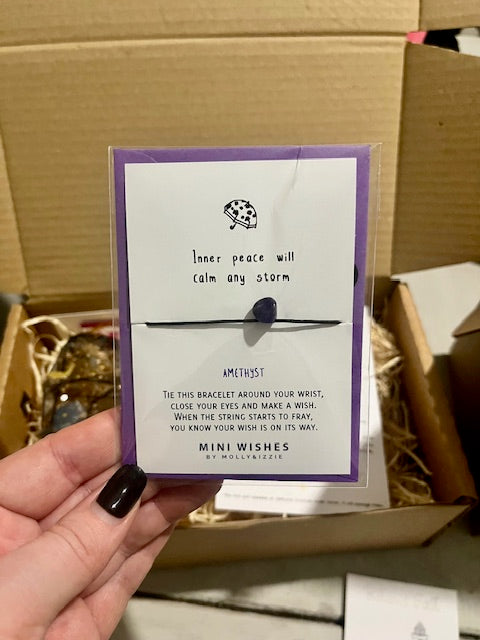 Inner peace will
calm any storm
AMETHYST
TIE THIS BRACELET AROUND YOUR WRIST,
CLOSE YOUR EYES AND MAKE A WISH.
WHEN THE STRING STARTS TO FRAY,
YOU KNOW YOUR WISH IS ON ITS WAY.
MINI WISHES
BY MOLLY&IZZIE